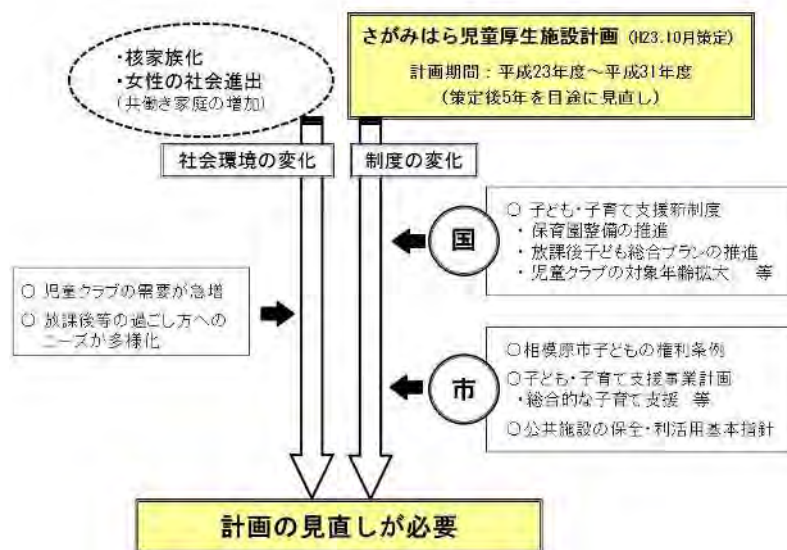 ・核家族化
・女性の社会進出
(共働き家庭の増加)
さがみはら児童厚生施設計画 (H23.10月策定)
計画期間：平成23年度～平成31年度
(策定後5年を目途に見直し)
社会環境の変化
制度の変化
国
○ 子ども・子育て支援新制度
・ 保育園整備の推進
・ 放課後子ども総合プランの推進
・ 児童クラブの対象年齢拡大　等
○ 児童クラブの需要が急増
○ 放課後等の過ごし方への
ニーズが多様化
市
○相模原市子どもの権利条例
○子ども・子育て支援事業計画
・総合的な子育て支援　等
○公共施設の保全・利活用基本指針
計画の見直しが必要